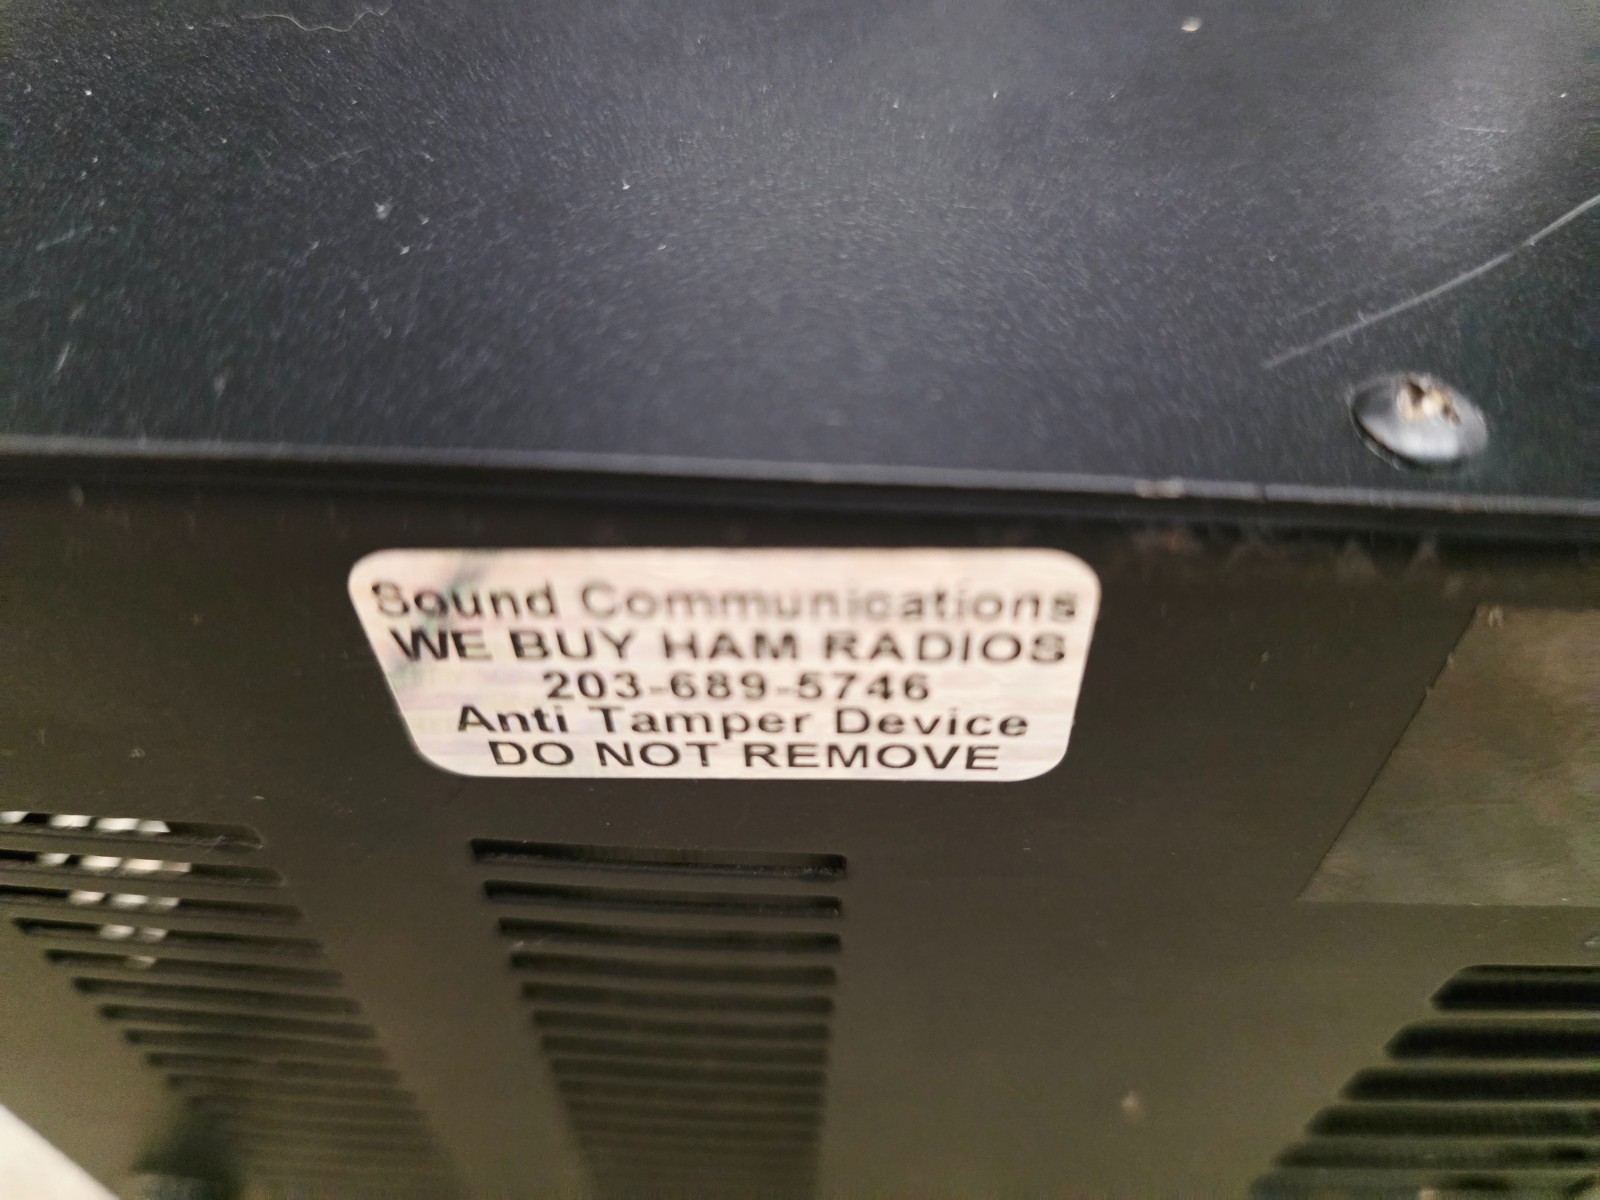 Sound Communications
WE BUY HAM RADIOS
203-689-5746
Anti Tamper Device
DO NOT REMOVE